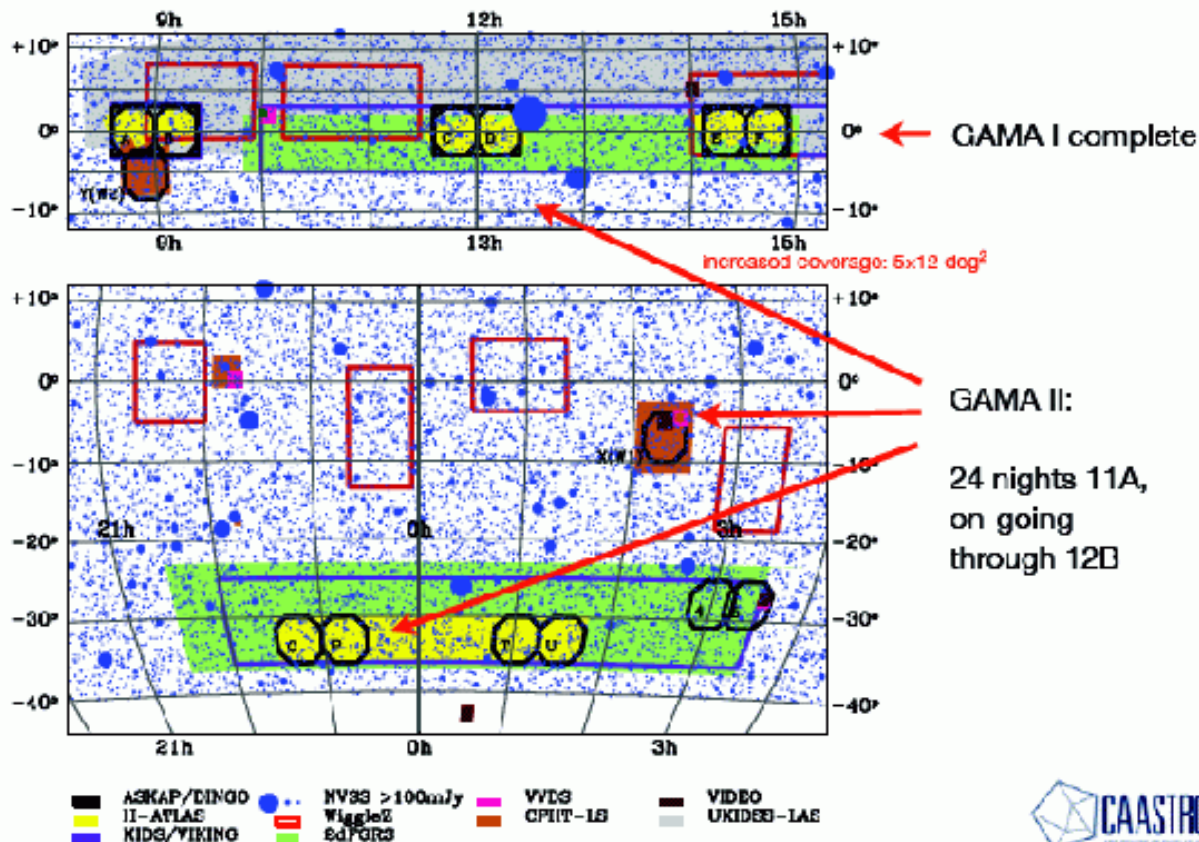 9h 12h 15h
+10° +10°
0° 0°
-10° -10°
9h 12h 15h
A B C D E F
Y(W2)
GAMA I complete
increased coverage: 5x12 deg²
+10° +10°
0° 0°
-10° -10°
-20° -20°
-30° -30°
-40° -40°
X(W1)
21h 0h 3h
P T U
21h 0h 3h
GAMA II:
24 nights 11A,
on going
through 12B
ASKAP/DINGO NVSS >100mJy VVDS VIDEO
H-ATLAS WiggleZ CFHT-LS UKIDSS-LAS
KIDS/VIKING 2dFGRS
CAASTRO